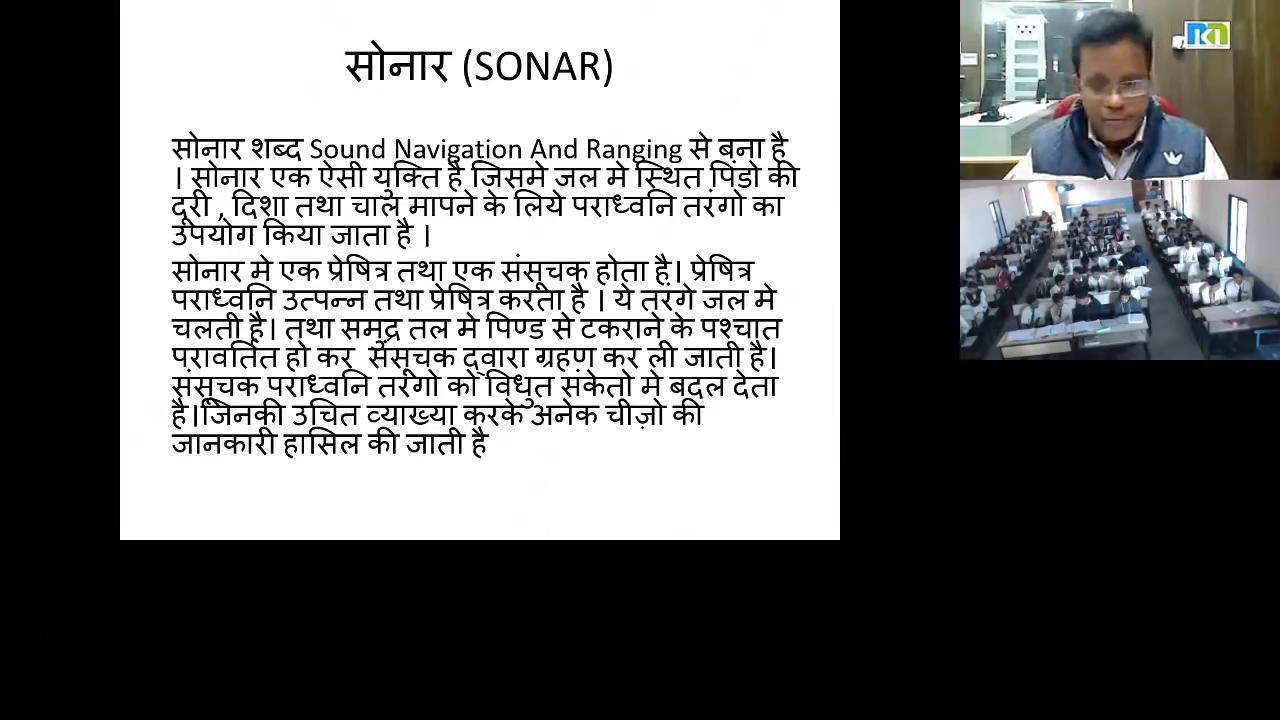 सोनार (SONAR)
सोनार शब्द Sound Navigation And Ranging से बना है
। सोनार एक ऐसी युक्ति है जिसमे जल मे स्थित पिंडो की
दूरी , दिशा तथा चाल मापने के लिये पराध्वनि तरंगो का
उपयोग किया जाता है ।
सोनार मे एक प्रेषित्र तथा एक संसूचक होता है। प्रेषित्र
पराध्वनि उत्पन्न तथा प्रेषित्र करता है । ये तरंगे जल मे
चलती है। तथा समुद्र तल मे पिण्ड से टकराने के पश्चात
परावर्तित हो कर संसूचक द्वारा ग्रहण कर ली जाती है।
संसूचक पराध्वनि तरंगो को विधुत संकेतो मे बदल देता
है।जिनकी उचित व्याख्या करके अनेक चीज़ो की
जानकारी हासिल की जाती है